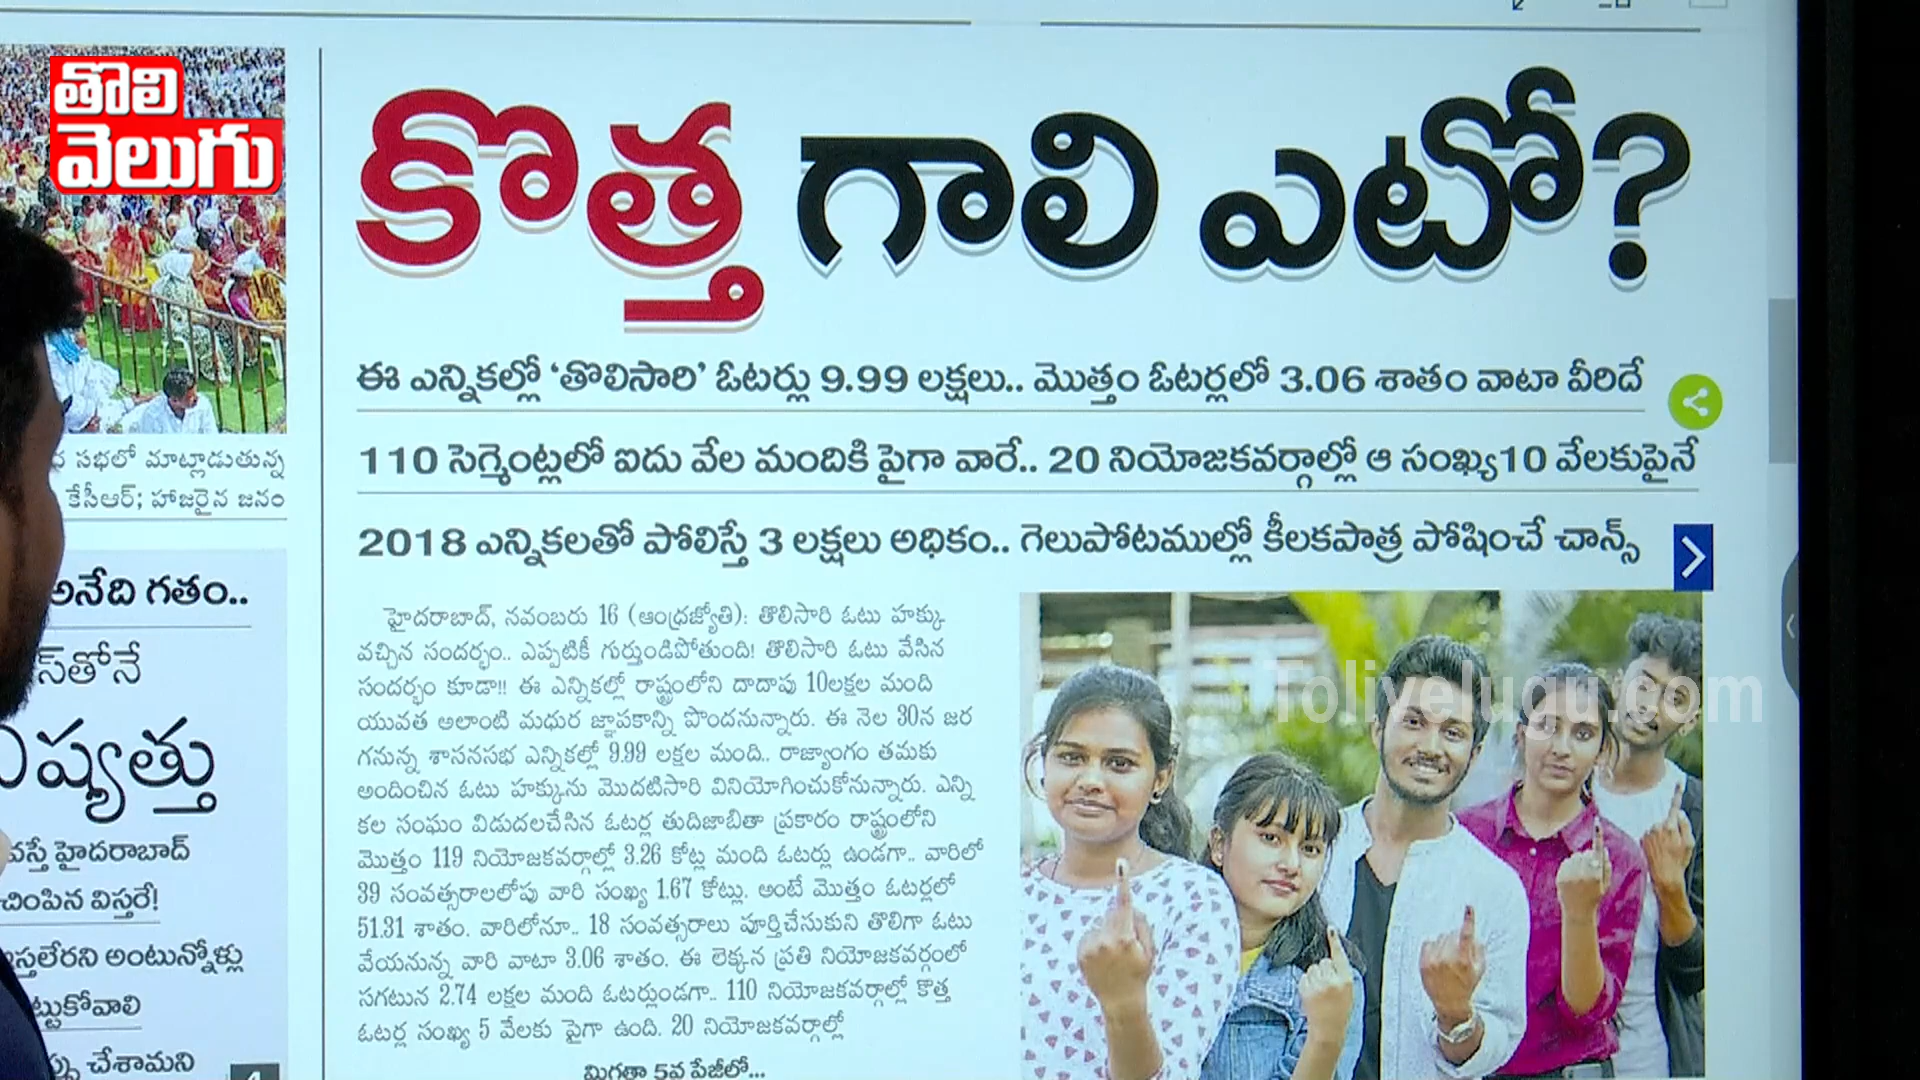 తొలి
వెలుగు
కొత్త గాలి ఎటో?
ఈ ఎన్నికల్లో ‘తొలిసారి’ ఓటర్లు 9.99 లక్షలు.. మొత్తం ఓటర్లలో 3.06 శాతం వాటా వీరిదే
110 సెగ్మెంట్లలో ఐదు వేల మందికి పైగా వారే.. 20 నియోజకవర్గాల్లో ఆ సంఖ్య10 వేలకుపైనే
2018 ఎన్నికలతో పోలిస్తే 3 లక్షలు అధికం.. గెలుపోటముల్లో కీలకపాత్ర పోషించే చాన్స్
హైదరాబాద్, నవంబరు 16 (ఆంధ్రజ్యోతి): తొలిసారి ఓటు హక్కు
వచ్చిన సందర్భం.. ఎప్పటికీ గుర్తుండిపోతుంది! తొలిసారి ఓటు వేసిన
సందర్భం కూడా!! ఈ ఎన్నికల్లో రాష్ట్రంలోని దాదాపు 10లక్షల మంది
యువత అలాంటి మధుర జ్ఞాపకాన్ని పొందనున్నారు. ఈ నెల 30న జర
గనున్న శాసనసభ ఎన్నికల్లో 9.99 లక్షల మంది.. రాజ్యాంగం తమకు
అందించిన ఓటు హక్కును మొదటిసారి వినియోగించుకోనున్నారు. ఎన్ని
కల సంఘం విడుదలచేసిన ఓటర్ల తుదిజాబితా ప్రకారం రాష్ట్రంలోని
మొత్తం 119 నియోజకవర్గాల్లో 3.26 కోట్ల మంది ఓటర్లు ఉండగా.. వారిలో
39 సంవత్సరాలలోపు వారి సంఖ్య 1.67 కోట్లు. అంటే మొత్తం ఓటర్లలో
51.31 శాతం. వారిలోనూ.. 18 సంవత్సరాలు పూర్తిచేసుకుని తొలిగా ఓటు
వేయనున్న వారి వాటా 3.06 శాతం. ఈ లెక్కన ప్రతి నియోజకవర్గంలో
సగటున 2.74 లక్షల మంది ఓటర్లుండగా.. 110 నియోజకవర్గాల్లో కొత్త
ఓటర్ల సంఖ్య 5 వేలకు పైగా ఉంది. 20 నియోజకవర్గాల్లో
మిగతా 5వ పేజీలో...
Tolivelugu.com
సభలో మాట్లాడుతున్న
కేసీఆర్; హాజరైన జనం
అనేది గతం..
స్‌తోనే
ష్యత్తు
వస్తే హైదరాబాద్
చింపిన విస్తరే!
స్తలేరని అంటున్నోళ్లు
ట్టుకోవాలి
చేశామని